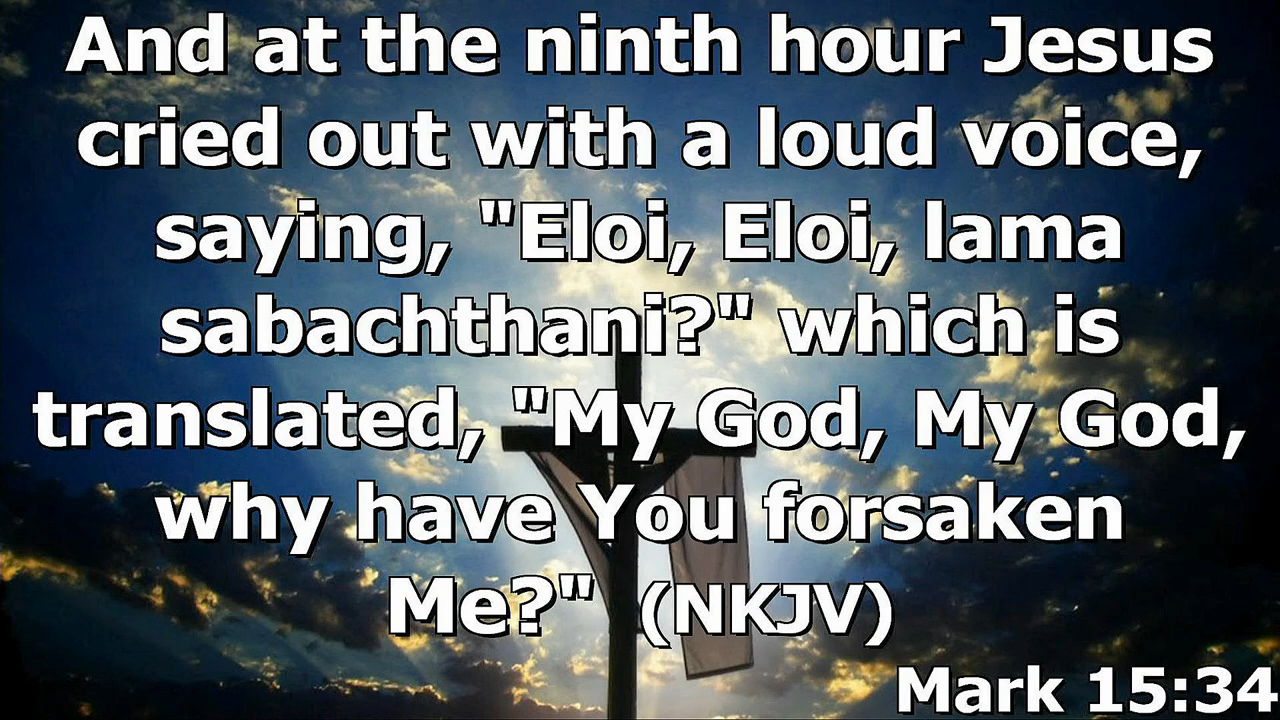 And at the ninth hour Jesus
cried out with a loud voice,
saying, "Eloi, Eloi, lama
sabachthani?" which is
translated, "My God, My God,
why have You forsaken
Me?" (NKJV)
Mark 15:34